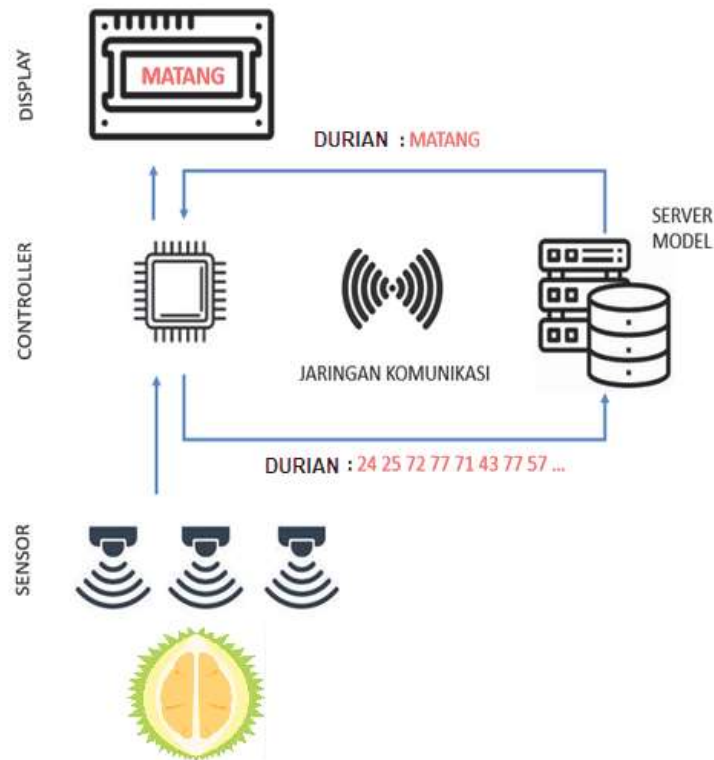 DISPLAY
MATANG
DURIAN : MATANG
CONTROLLER
SERVER
MODEL
JARINGAN KOMUNIKASI
DURIAN : 24 25 72 77 71 43 77 57 ...
SENSOR